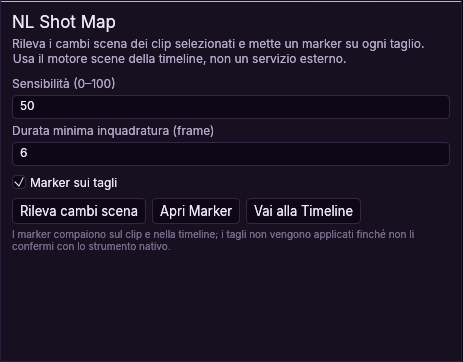 NL Shot Map
Rileva i cambi scena dei clip selezionati e mette un marker su ogni taglio.
Usa il motore scene della timeline, non un servizio esterno.
Sensibilità (0–100)
50
Durata minima inquadratura (frame)
6
Marker sui tagli
Rileva cambi scena
Apri Marker
Vai alla Timeline
I marker compaiono sul clip e nella timeline; i tagli non vengono applicati finché non li
confermi con lo strumento nativo.